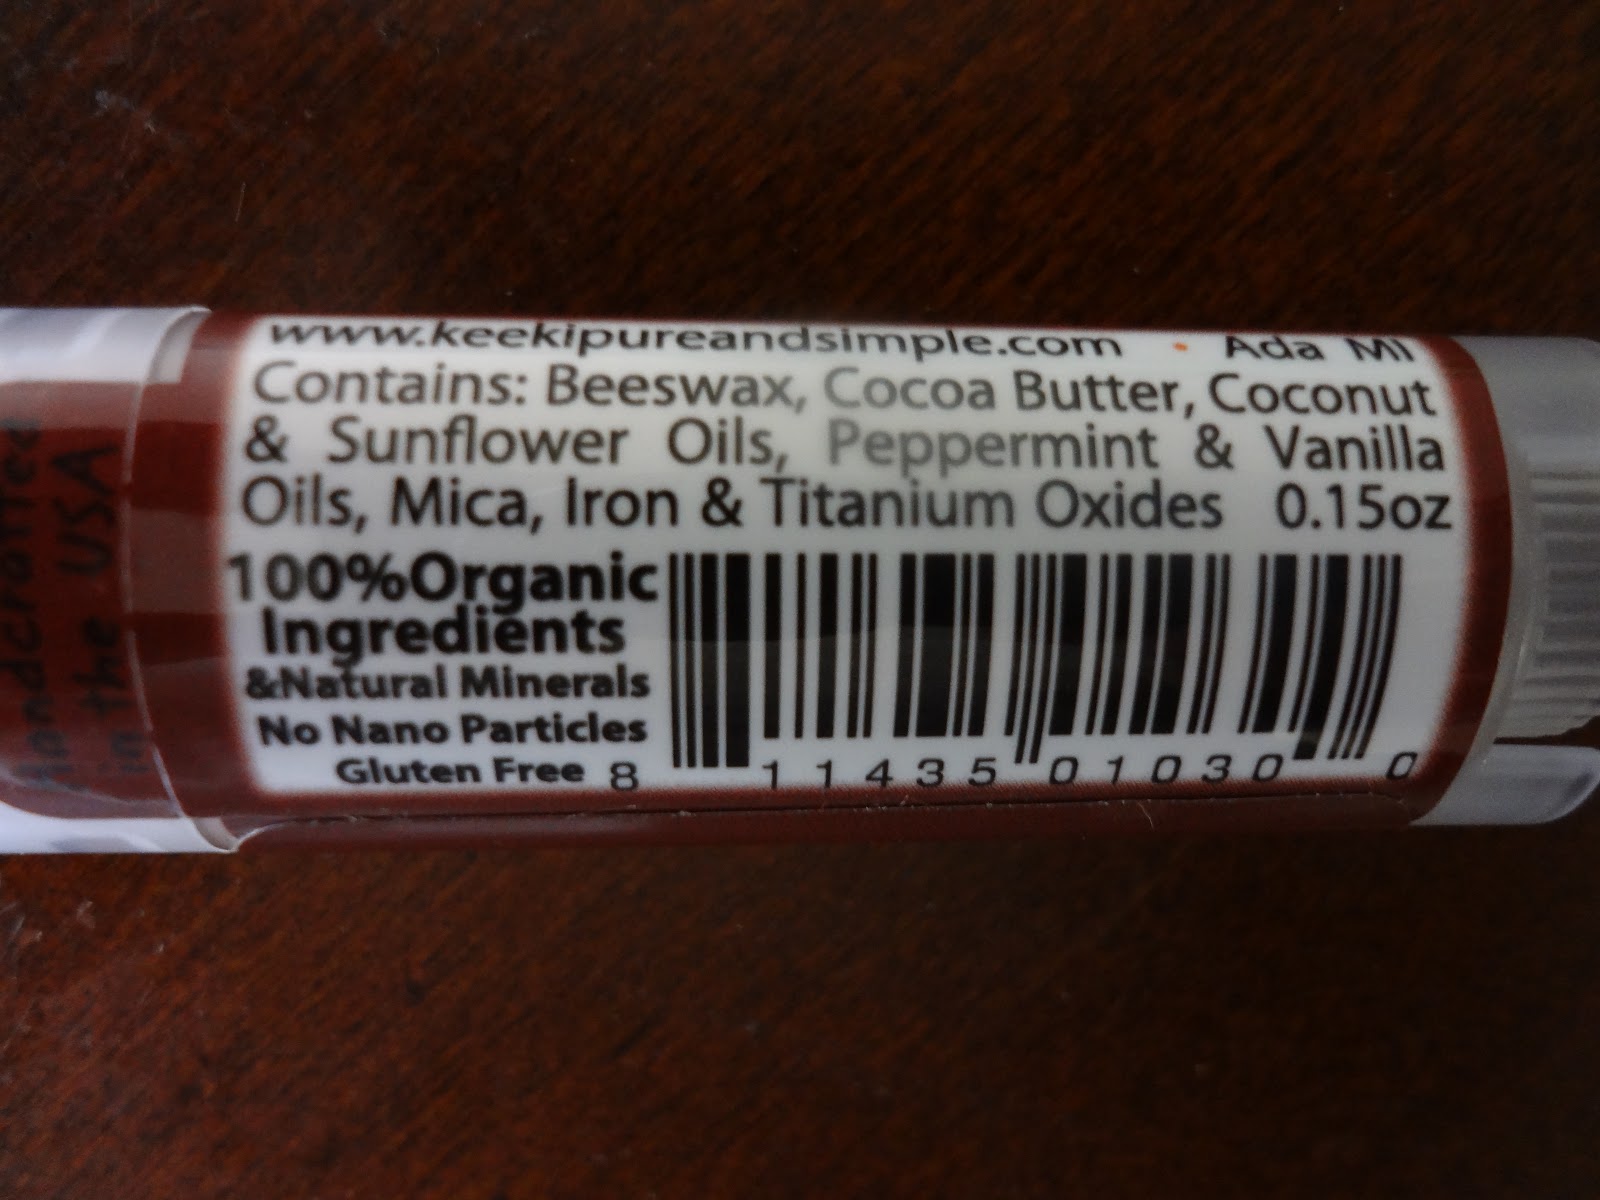 www.keekipureandsimple.com • Ada MI
Contains: Beeswax, Cocoa Butter, Coconut
& Sunflower Oils, Peppermint & Vanilla
Oils, Mica, Iron & Titanium Oxides 0.15oz
100%Organic
Ingredients
&Natural Minerals
No Nano Particles
Gluten Free
8 11435 01030 0
Handcrafted
in the USA